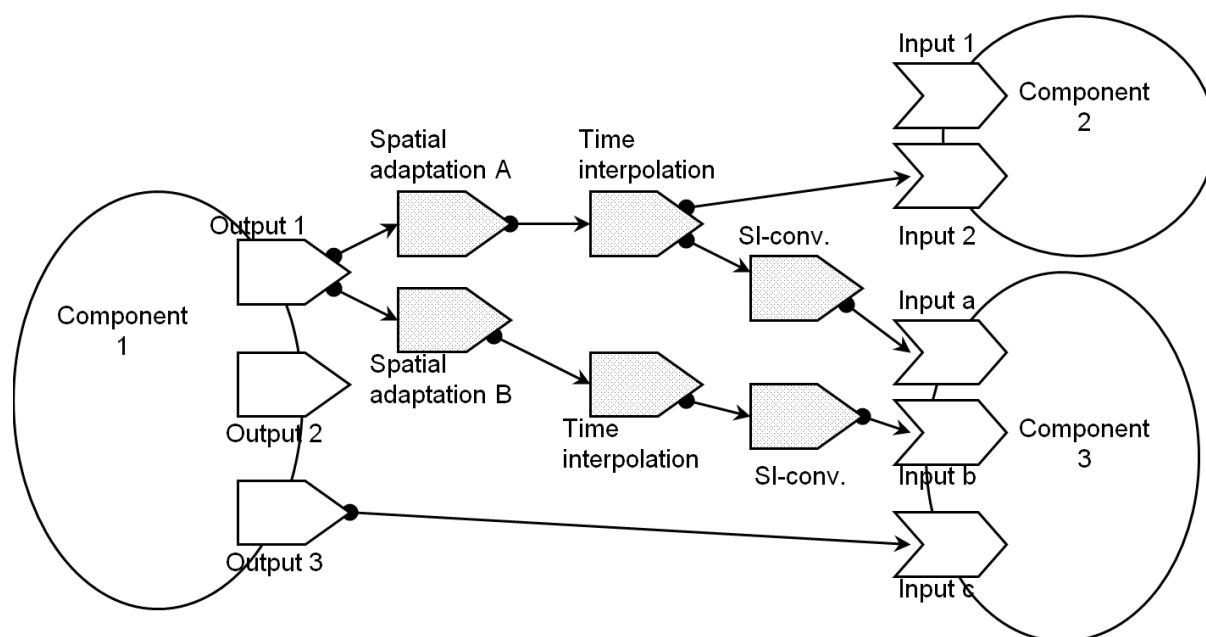 Input 1
Component
2
Spatial
adaptation A
Time
interpolation
Output 1
Input 2
SI-conv.
Component
1
Input a
Spatial
adaptation B
Output 2
Time
interpolation
Component
3
SI-conv.
Input b
Output 3
Input c